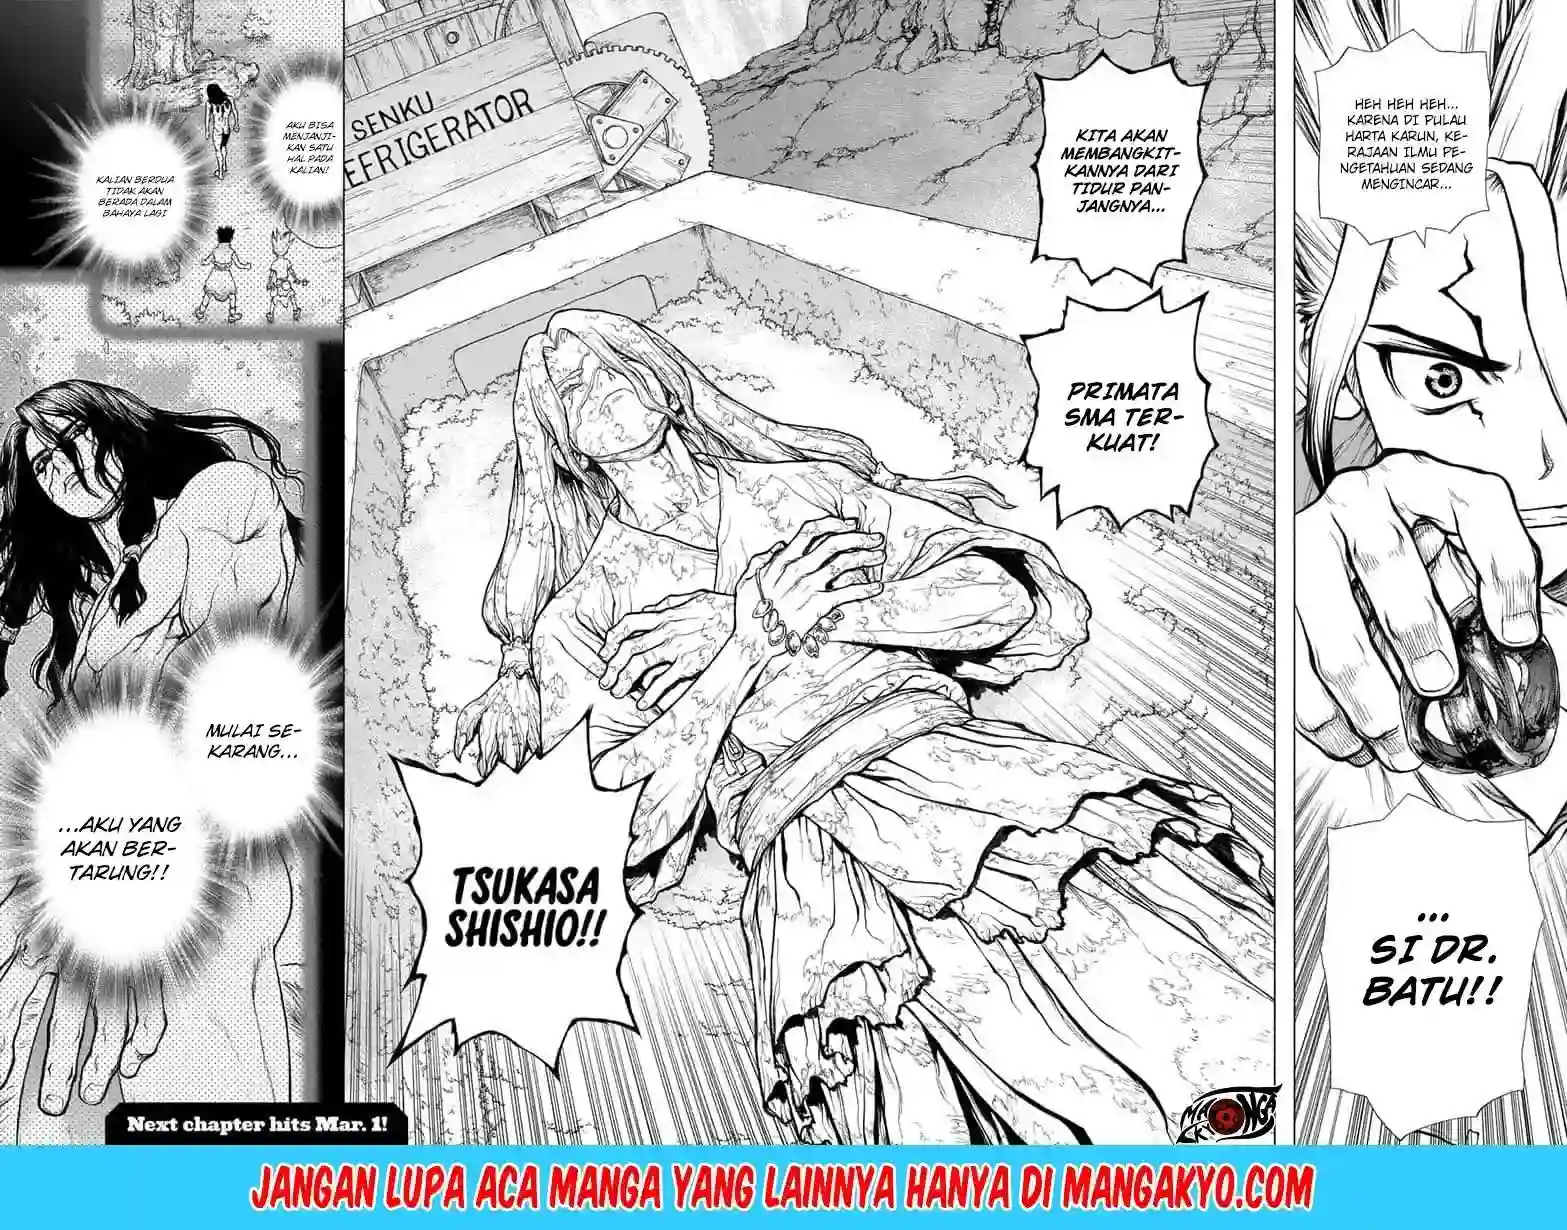 HEH HEH HEH...
KARENA DI PULAU
HARTA KARUN, KE-
RAJAAN ILMU PE-
NGETAHUAN SEDANG
MENGINCAR...
...
SI DR.
BATU!!
KITA AKAN
MEMBANGKIT-
KANNYA DARI
TIDUR PAN-
JANGNYA...
PRIMATA
SMA TER-
KUAT!
SENKU
EFRIGERATOR
TSUKASA
SHISHIO!!
AKU BISA
MENJANJI-
KAN SATU
HAL PADA
KALIAN!
KALIAN BERDUA
TIDAK AKAN
BERADA DALAM
BAHAYA LAGI
MULAI SE-
KARANG...
...AKU YANG
AKAN BER-
TARUNG!!
Next chapter hits Mar. 1!
MANGA
KYO
JANGAN LUPA ACA MANGA YANG LAINNYA HANYA DI MANGAKYO.COM